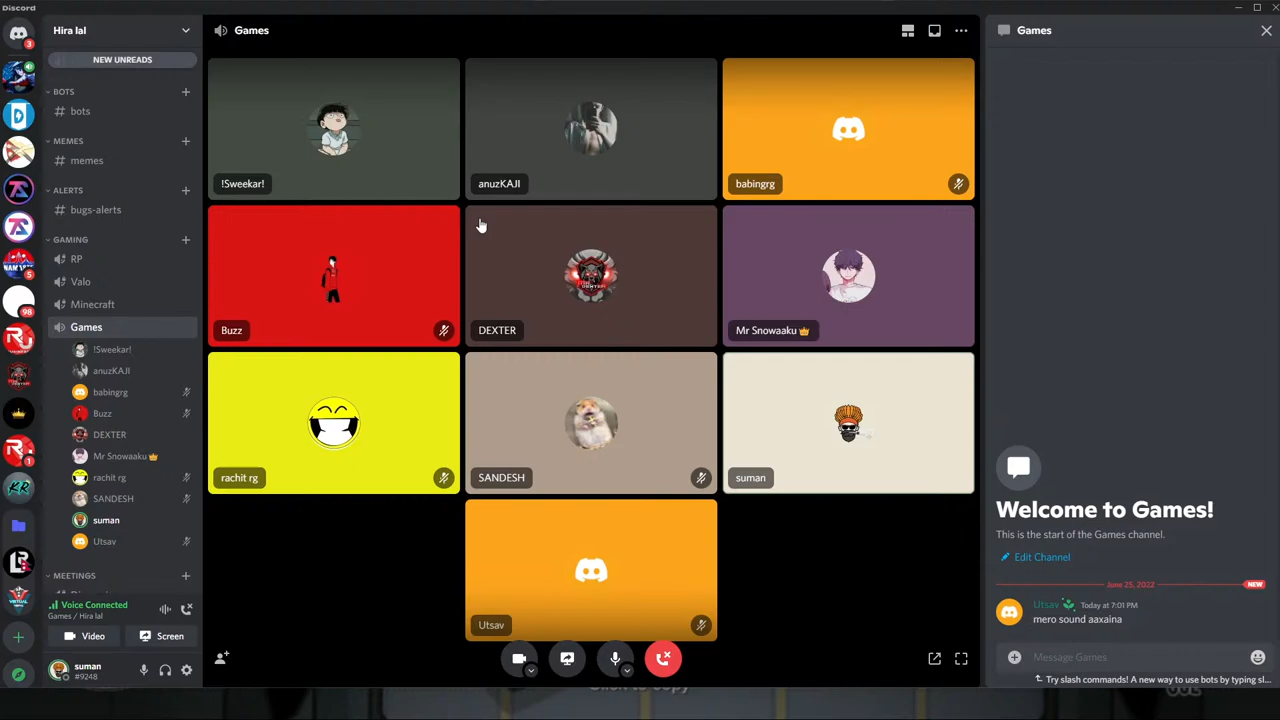 Discord
3
Hira lal
NEW UNREADS
BOTS
bots
MEMES
# memes
ALERTS
# bugs-alerts
GAMING
RP
Valo
Minecraft
Games
!Sweekar!
anuzKAJI
babingrg
Buzz
DEXTER
Mr Snowaaku
rachit rg
SANDESH
suman
Utsav
MEETINGS
5
98
1
Voice Connected
Games / Hira lal
Video
Screen
suman
#9248
Games
!Sweekar!
anuzKAJI
babingrg
Buzz
DEXTER
Mr Snowaaku
rachit rg
SANDESH
suman
Utsav
Games
Welcome to Games!
This is the start of the Games channel.
Edit Channel
June 25, 2022
NEW
Utsav Today at 7:01 PM
mero sound aaxaina
Message Games
Try slash commands! A new way to use bots by typing sl...